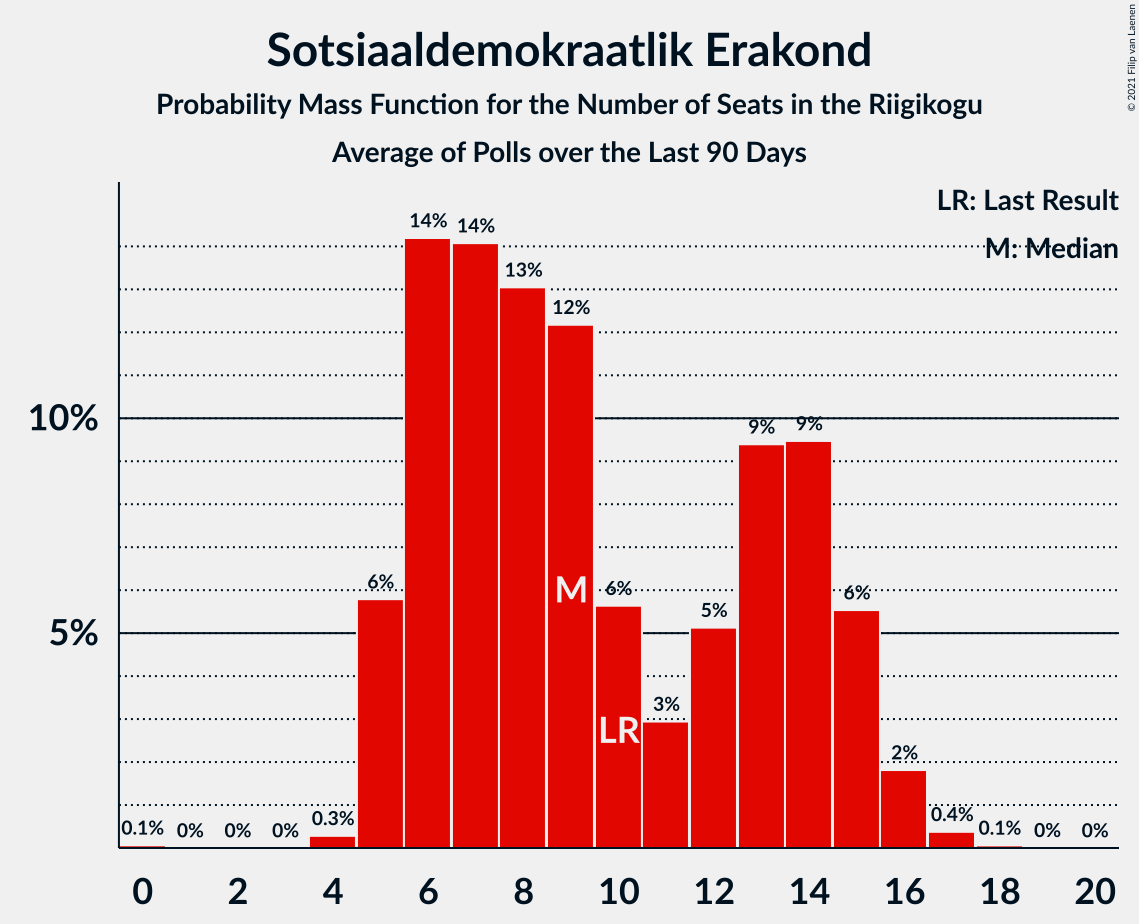 Sotsiaaldemokraatlik Erakond
Probability Mass Function for the Number of Seats in the Riigikogu
Average of Polls over the Last 90 Days
© 2021 Filip van Laenen
LR: Last Result
M: Median
10%
5%
0.1%
0%
0%
0%
0.3%
6%
14%
14%
13%
12%
6%
3%
5%
9%
9%
6%
2%
0.4%
0.1%
0%
0%
M
LR
0 2 4 6 8 10 12 14 16 18 20